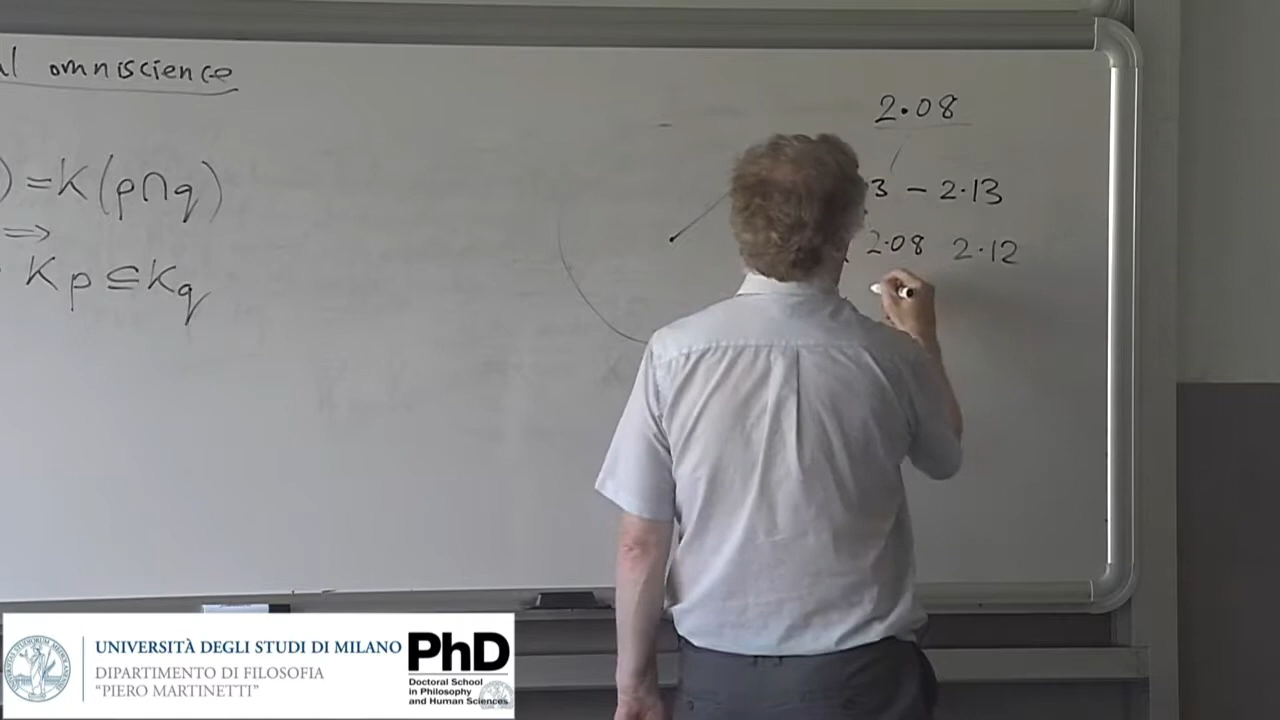 al omniscience
) = K(p∩q)
⇒
Kp ⊆ Kq
2.08
3 – 2.13
2.08 2.12
UNIVERSITÀ DEGLI STUDI DI MILANO
DIPARTIMENTO DI FILOSOFIA
"PIERO MARTINETTI"
PhD
Doctoral School
in Philosophy
and Human Sciences